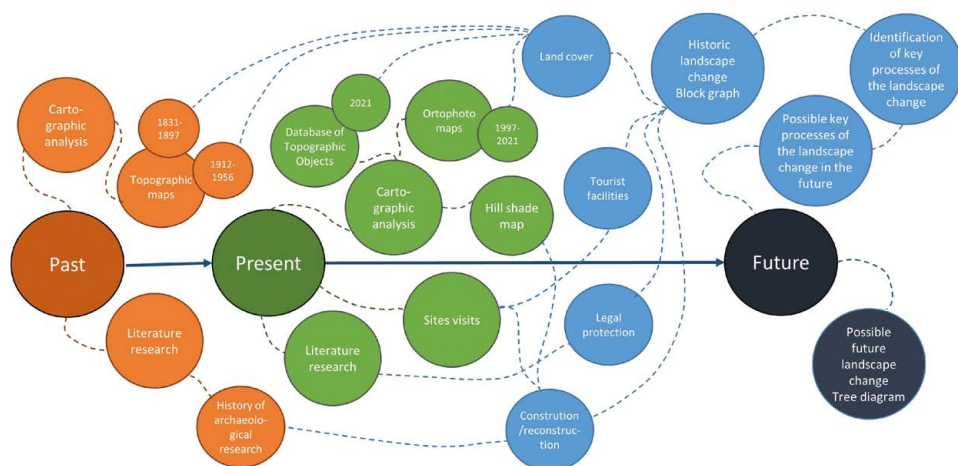 Carto-
graphic
analysis
1831-
1897
Topographic
maps
1912-
1956
Past
Literature
research
History of
archaeolo-
gical
research
Present
Database of
Topographic
Objects
2021
Ortophoto
maps
1997-
2021
Carto-
graphic
analysis
Hill shade
map
Sites visits
Literature
research
Land cover
Tourist
facilities
Legal
protection
Constrution
/reconstruc-
tion
Historic
landscape
change
Block graph
Identification
of key
processes of
the landscape
change
Possible key
processes of
the landscape
change in the
future
Future
Possible
future
landscape
change
Tree diagram